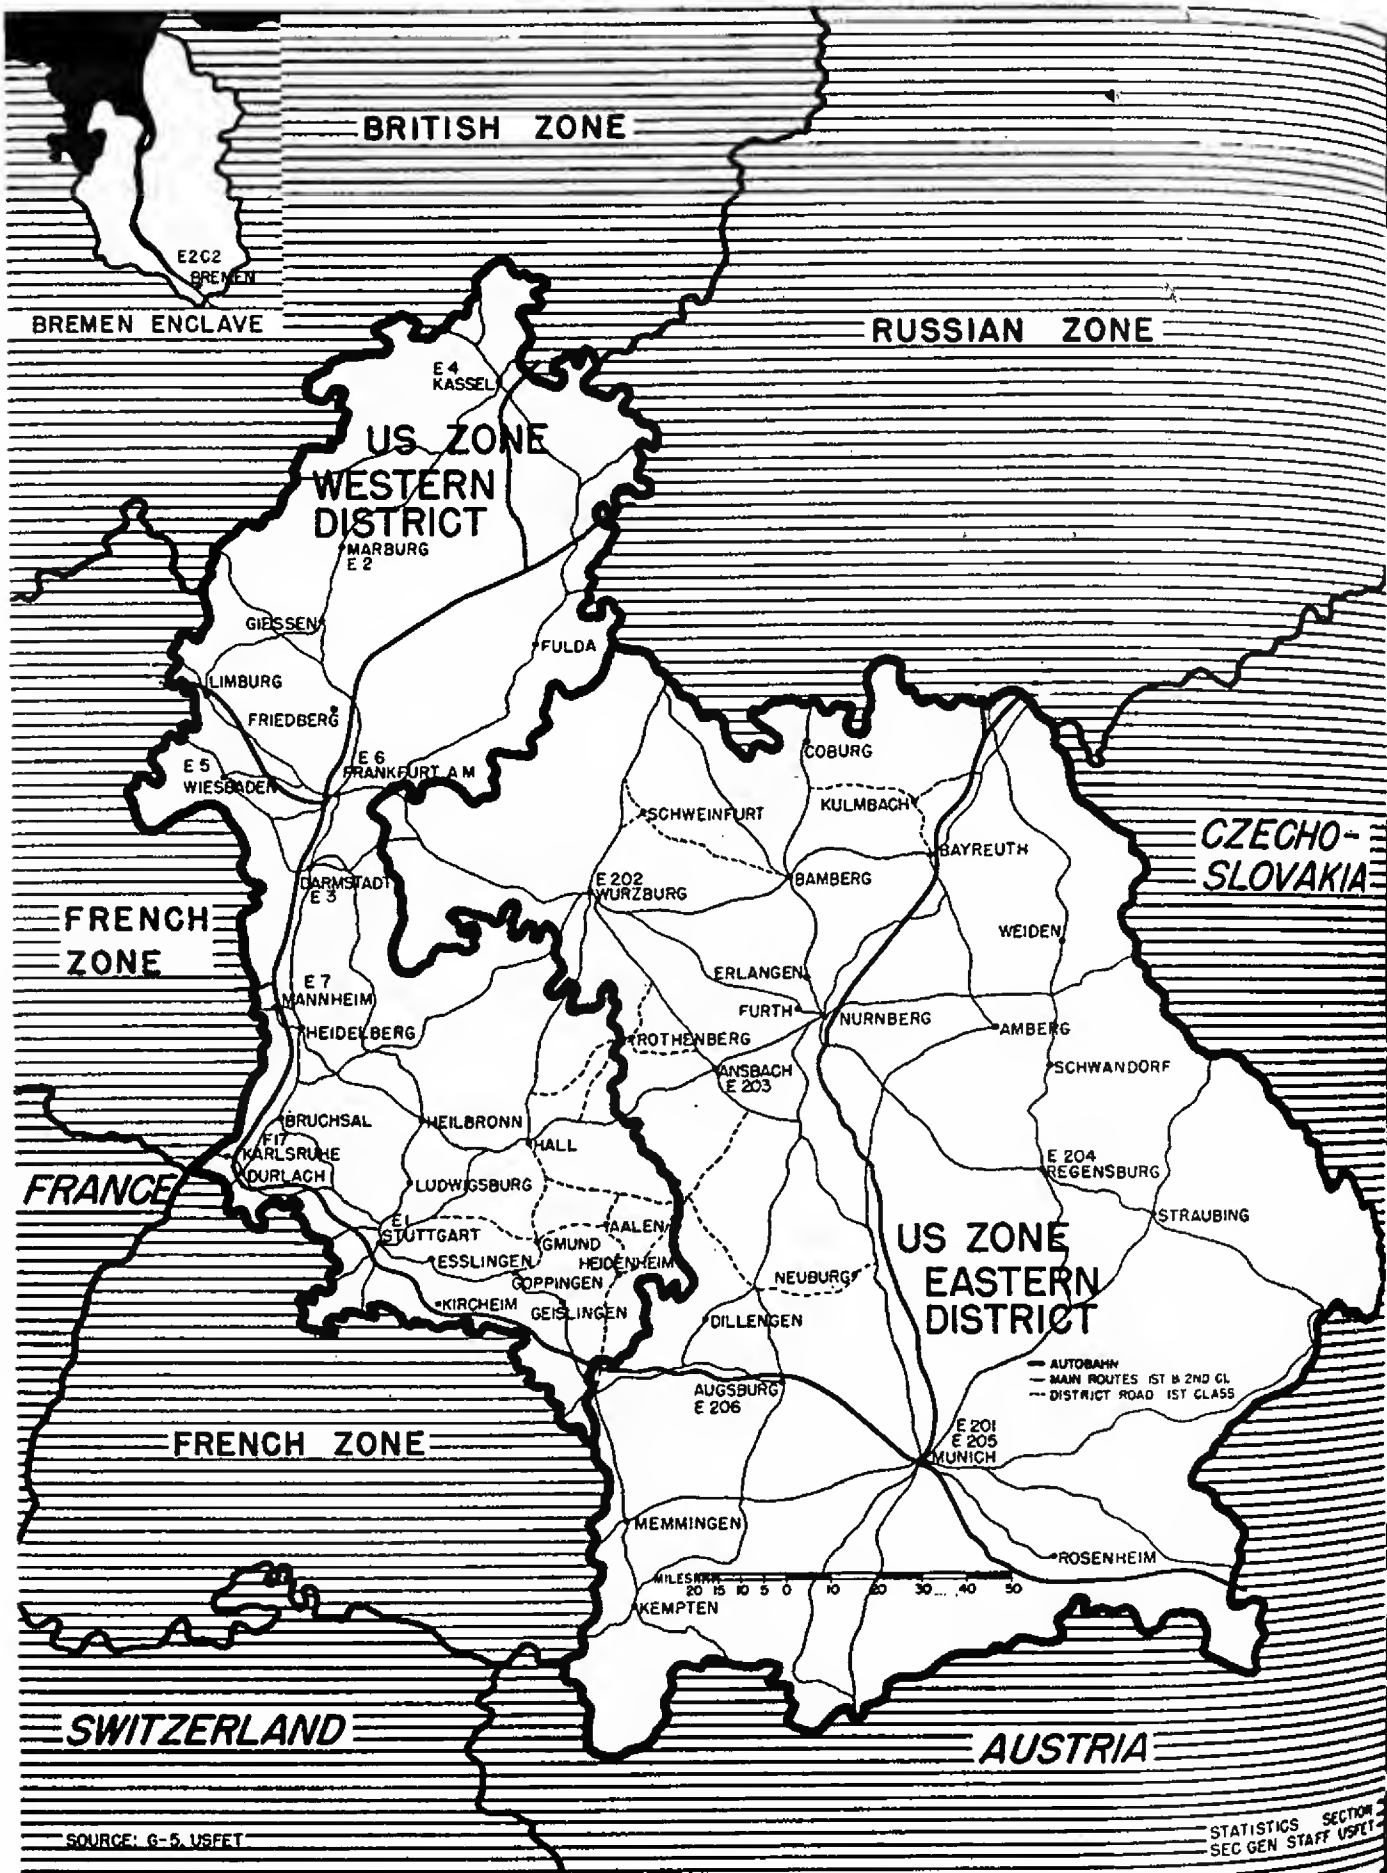 BRITISH ZONE
E2C2
BREMEN
BREMEN ENCLAVE
RUSSIAN ZONE
E 4
KASSEL
US ZONE
WESTERN
DISTRICT
MARBURG
E 2
GIESSEN
FULDA
LIMBURG
FRIEDBERG
E 5
WIESBADEN
E 6
FRANKFURT A M
COBURG
KULMBACH
SCHWEINFURT
CZECHO-
SLOVAKIA
BAYREUTH
BAMBERG
DARMSTADT
E 3
E 202
WURZBURG
FRENCH
ZONE
WEIDEN
ERLANGEN
E 7
MANNHEIM
FURTH
NURNBERG
HEIDELBERG
ROTHENBERG
AMBERG
ANSBACH
E 203
SCHWANDORF
BRUCHSAL
HEILBRONN
F17
KARLSRUHE
HALL
DURLACH
E 204
REGENSBURG
FRANCE
LUDWIGSBURG
E1
STUTTGART
AALEN
STRAUBING
GMUND
US ZONE
EASTERN
DISTRICT
ESSLINGEN
HEIDENHEIM
GOPPINGEN
NEUBURG
KIRCHEIM
GEISLINGEN
DILLENGEN
AUTOBAHN
MAIN ROUTES 1ST & 2ND CL
DISTRICT ROAD 1ST CLASS
AUGSBURG
E 206
E 201
E 205
MUNICH
FRENCH ZONE
MEMMINGEN
ROSENHEIM
MILES
20 15 10 5 0 10 20 30 40 50
KEMPTEN
SWITZERLAND
AUSTRIA
SOURCE: G-5, USFET
STATISTICS SECTION
SEC GEN STAFF USFET